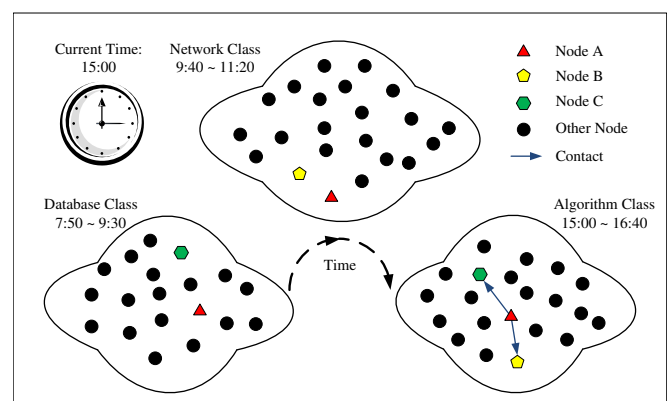 Current Time:
15:00
Network Class
9:40 ~ 11:20
Node A
Node B
Node C
Other Node
Contact
Database Class
7:50 ~ 9:30
Time
Algorithm Class
15:00 ~ 16:40